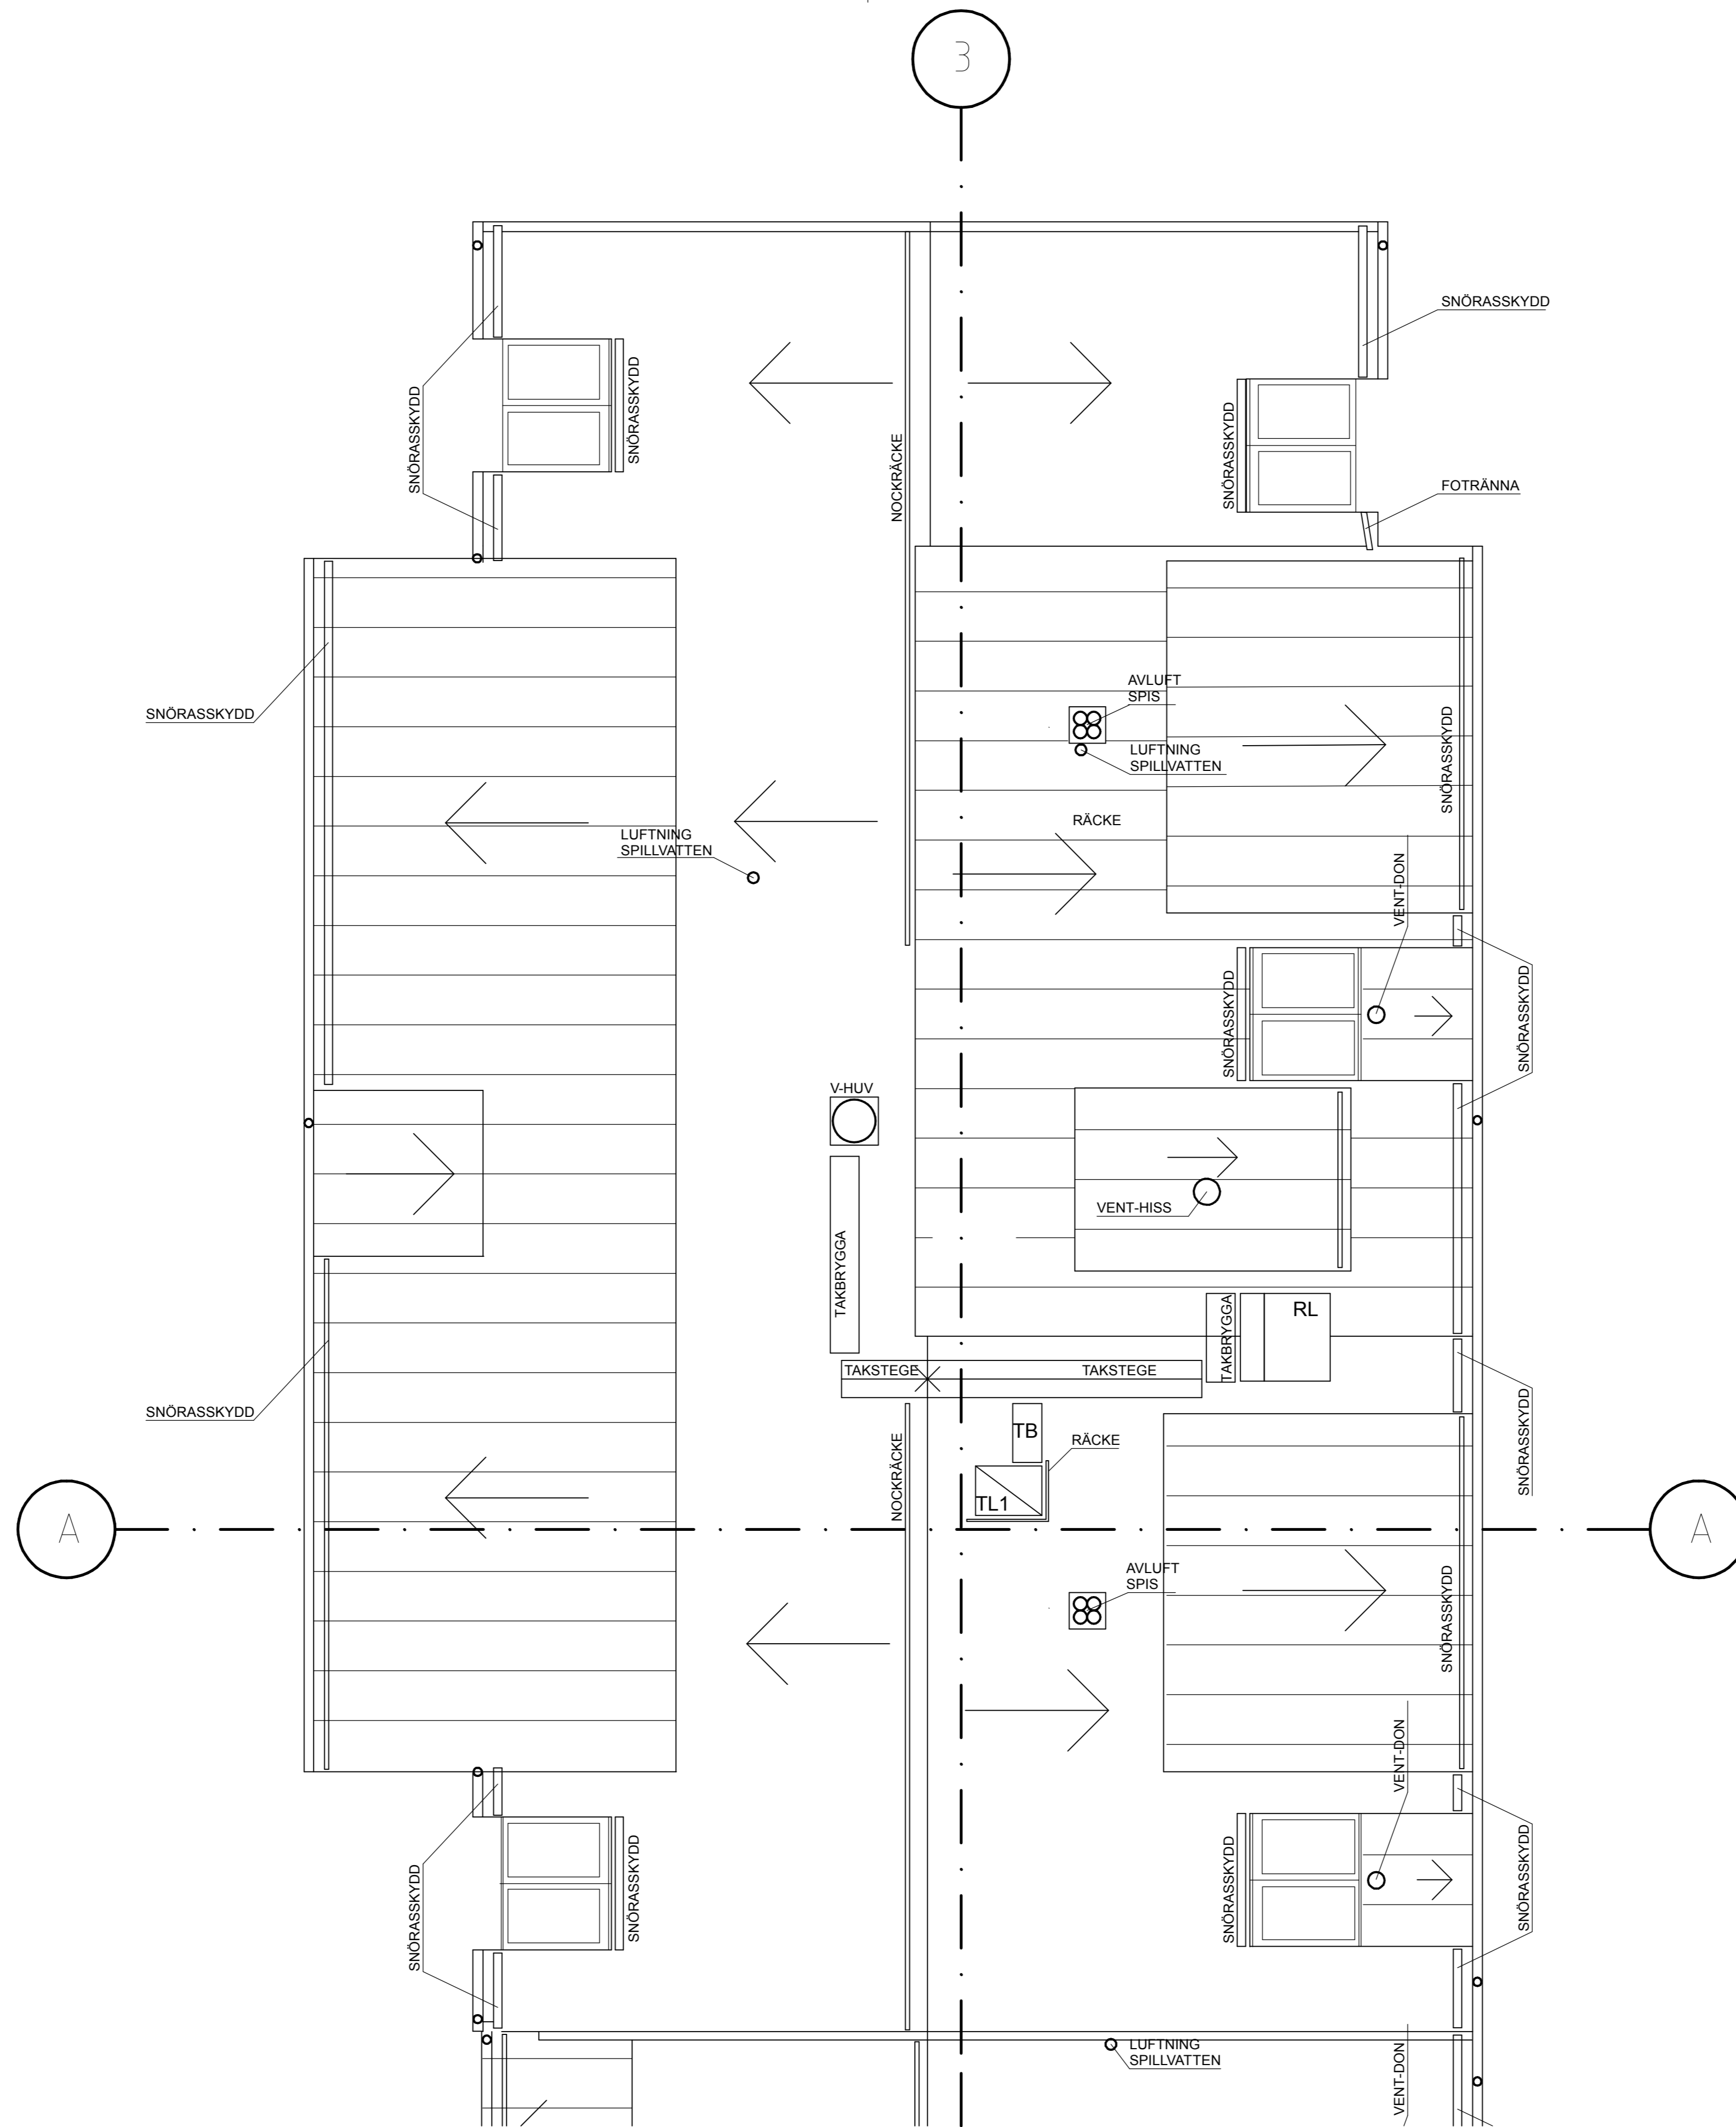 3
SNÖRASSKYDD
SNÖRASSKYDD
SNÖRASSKYDD
SNÖRASSKYDD
NOCKRÄCKE
FOTRÄNNA
AVLUFT
SPIS
SNÖRASSKYDD
SNÖRASSKYDD
LUFTNING
SPILLVATTEN
RÄCKE
LUFTNING
SPILLVATTEN
VENT-DON
SNÖRASSKYDD
SNÖRASSKYDD
V-HUV
VENT-HISS
TAKBRYGGA
TAKBRYGGA
RL
TAKSTEGE
TAKSTEGE
SNÖRASSKYDD
SNÖRASSKYDD
TB
RÄCKE
NOCKRÄCKE
TL1
A
A
AVLUFT
SPIS
SNÖRASSKYDD
VENT-DON
SNÖRASSKYDD
SNÖRASSKYDD
SNÖRASSKYDD
SNÖRASSKYDD
LUFTNING
SPILLVATTEN
VENT-DON